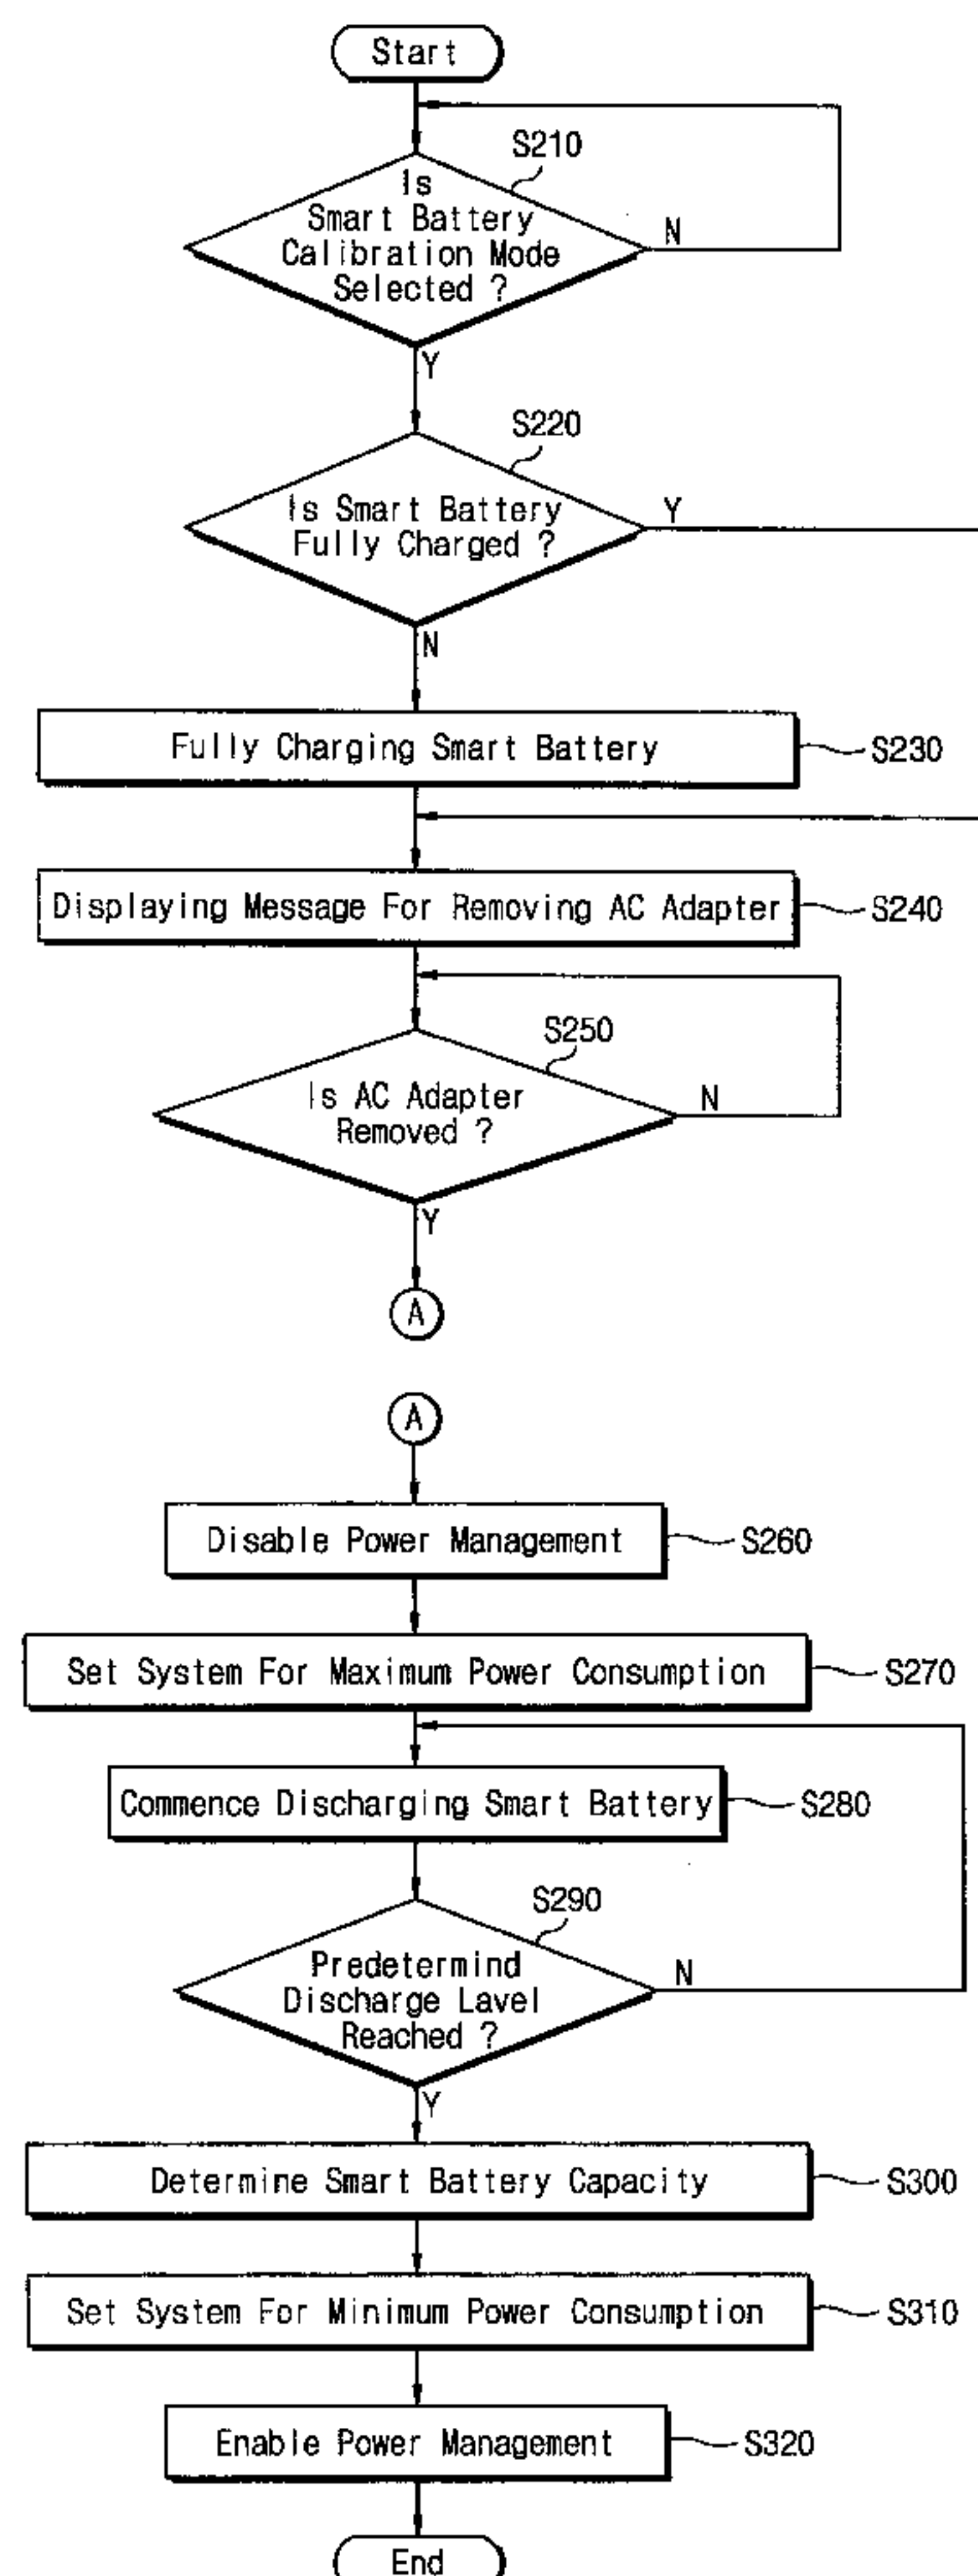 Start
S210
Is
Smart Battery
Calibration Mode
Selected ?
N
Y
S220
Is Smart Battery
Fully Charged ?
Y
N
Fully Charging Smart Battery
S230
Displaying Message For Removing AC Adapter
S240
S250
Is AC Adapter
Removed ?
N
Y
A
A
Disable Power Management
S260
Set System For Maximum Power Consumption
S270
Commence Discharging Smart Battery
S280
S290
Predetermind
Discharge Lavel
Reached ?
N
Y
Determine Smart Battery Capacity
S300
Set System For Minimum Power Consumption
S310
Enable Power Management
S320
End